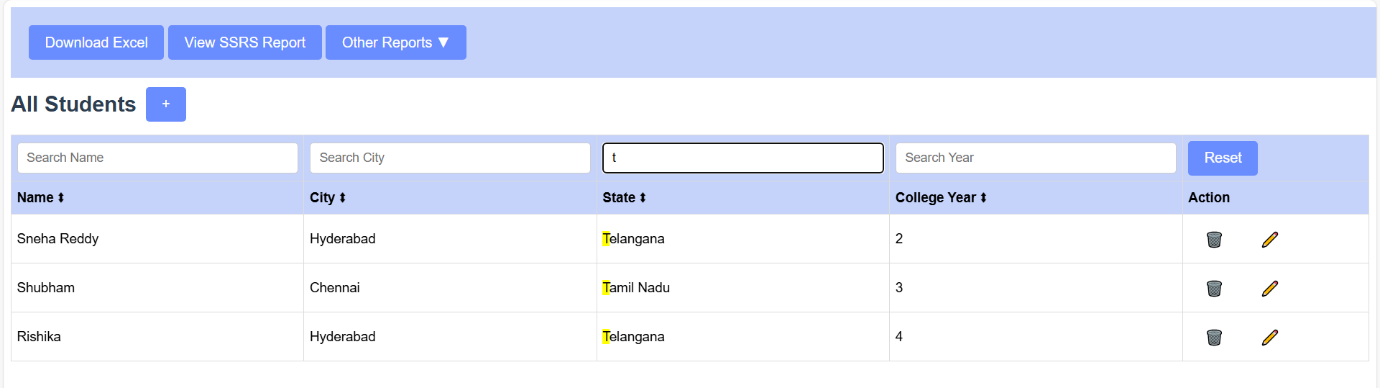 Download Excel View SSRS Report Other Reports ▼
All Students +
Search Name Search City t Search Year Reset
Name ⬍ City ⬍ State ⬍ College Year ⬍ Action
Sneha Reddy Hyderabad Telangana 2
Shubham Chennai Tamil Nadu 3
Rishika Hyderabad Telangana 4